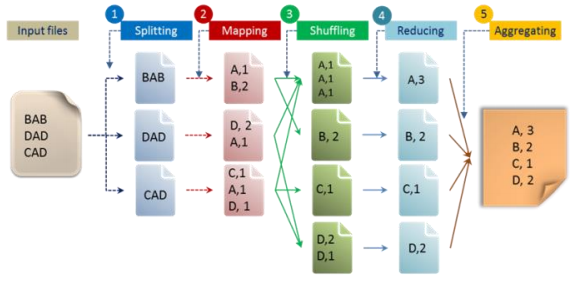 1
2
3
4
5
Input files
Splitting
Mapping
Shuffling
Reducing
Aggregating
BAB
DAD
CAD
BAB
DAD
CAD
A,1
B,2
D, 2
A,1
C,1
A,1
D, 1
A,1
A,1
A,1
B, 2
C,1
D,2
D,1
A,3
B, 2
C,1
D,2
A, 3
B, 2
C, 1
D, 2